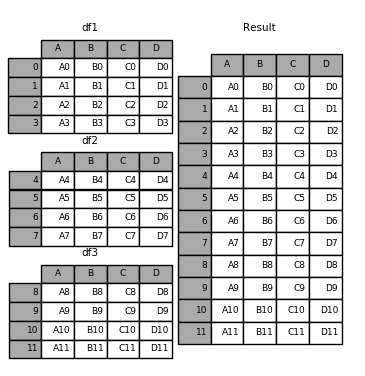 df1
A B C D
0 A0 B0 C0 D0
1 A1 B1 C1 D1
2 A2 B2 C2 D2
3 A3 B3 C3 D3
df2
A B C D
4 A4 B4 C4 D4
5 A5 B5 C5 D5
6 A6 B6 C6 D6
7 A7 B7 C7 D7
df3
A B C D
8 A8 B8 C8 D8
9 A9 B9 C9 D9
10 A10 B10 C10 D10
11 A11 B11 C11 D11
Result
A B C D
0 A0 B0 C0 D0
1 A1 B1 C1 D1
2 A2 B2 C2 D2
3 A3 B3 C3 D3
4 A4 B4 C4 D4
5 A5 B5 C5 D5
6 A6 B6 C6 D6
7 A7 B7 C7 D7
8 A8 B8 C8 D8
9 A9 B9 C9 D9
10 A10 B10 C10 D10
11 A11 B11 C11 D11